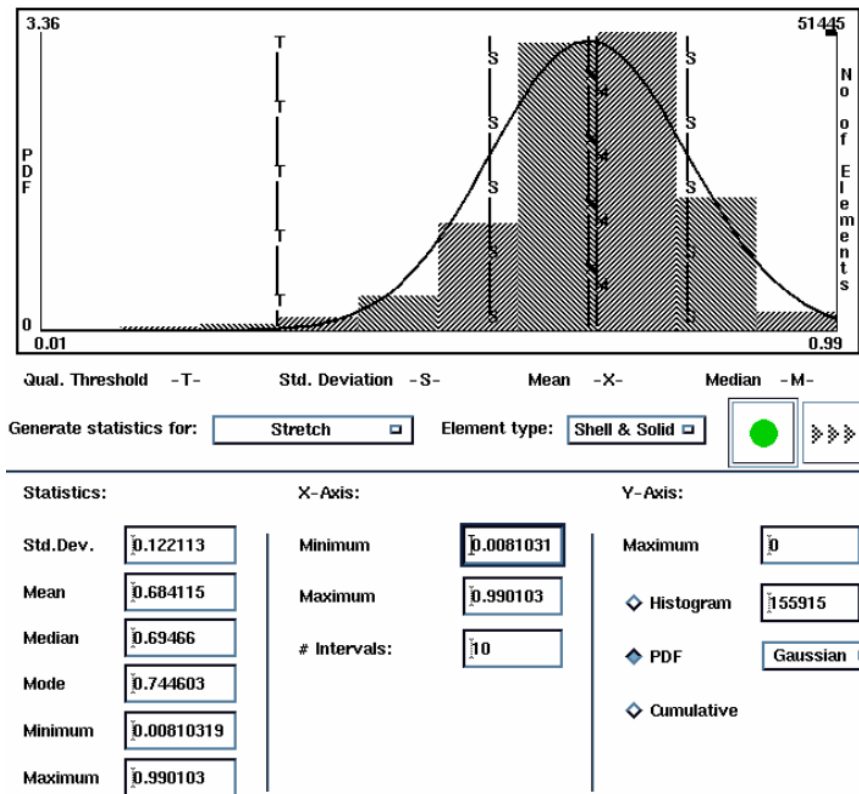 3.36
51445
PDF
No of Elements
T S X M S
T S X M S
T S X M S
T S X M S
T S M S
0
0.01
0.99
Qual. Threshold -T- Std. Deviation -S- Mean -X- Median -M-
Generate statistics for: Stretch Element type: Shell & Solid
Statistics: X-Axis: Y-Axis:
Std.Dev. 0.122113 Minimum 0.0081031 Maximum 0
Mean 0.684115 Maximum 0.990103 Histogram 155915
Median 0.69466 # Intervals: 10 PDF Gaussian
Mode 0.744603 Cumulative
Minimum 0.00810319
Maximum 0.990103